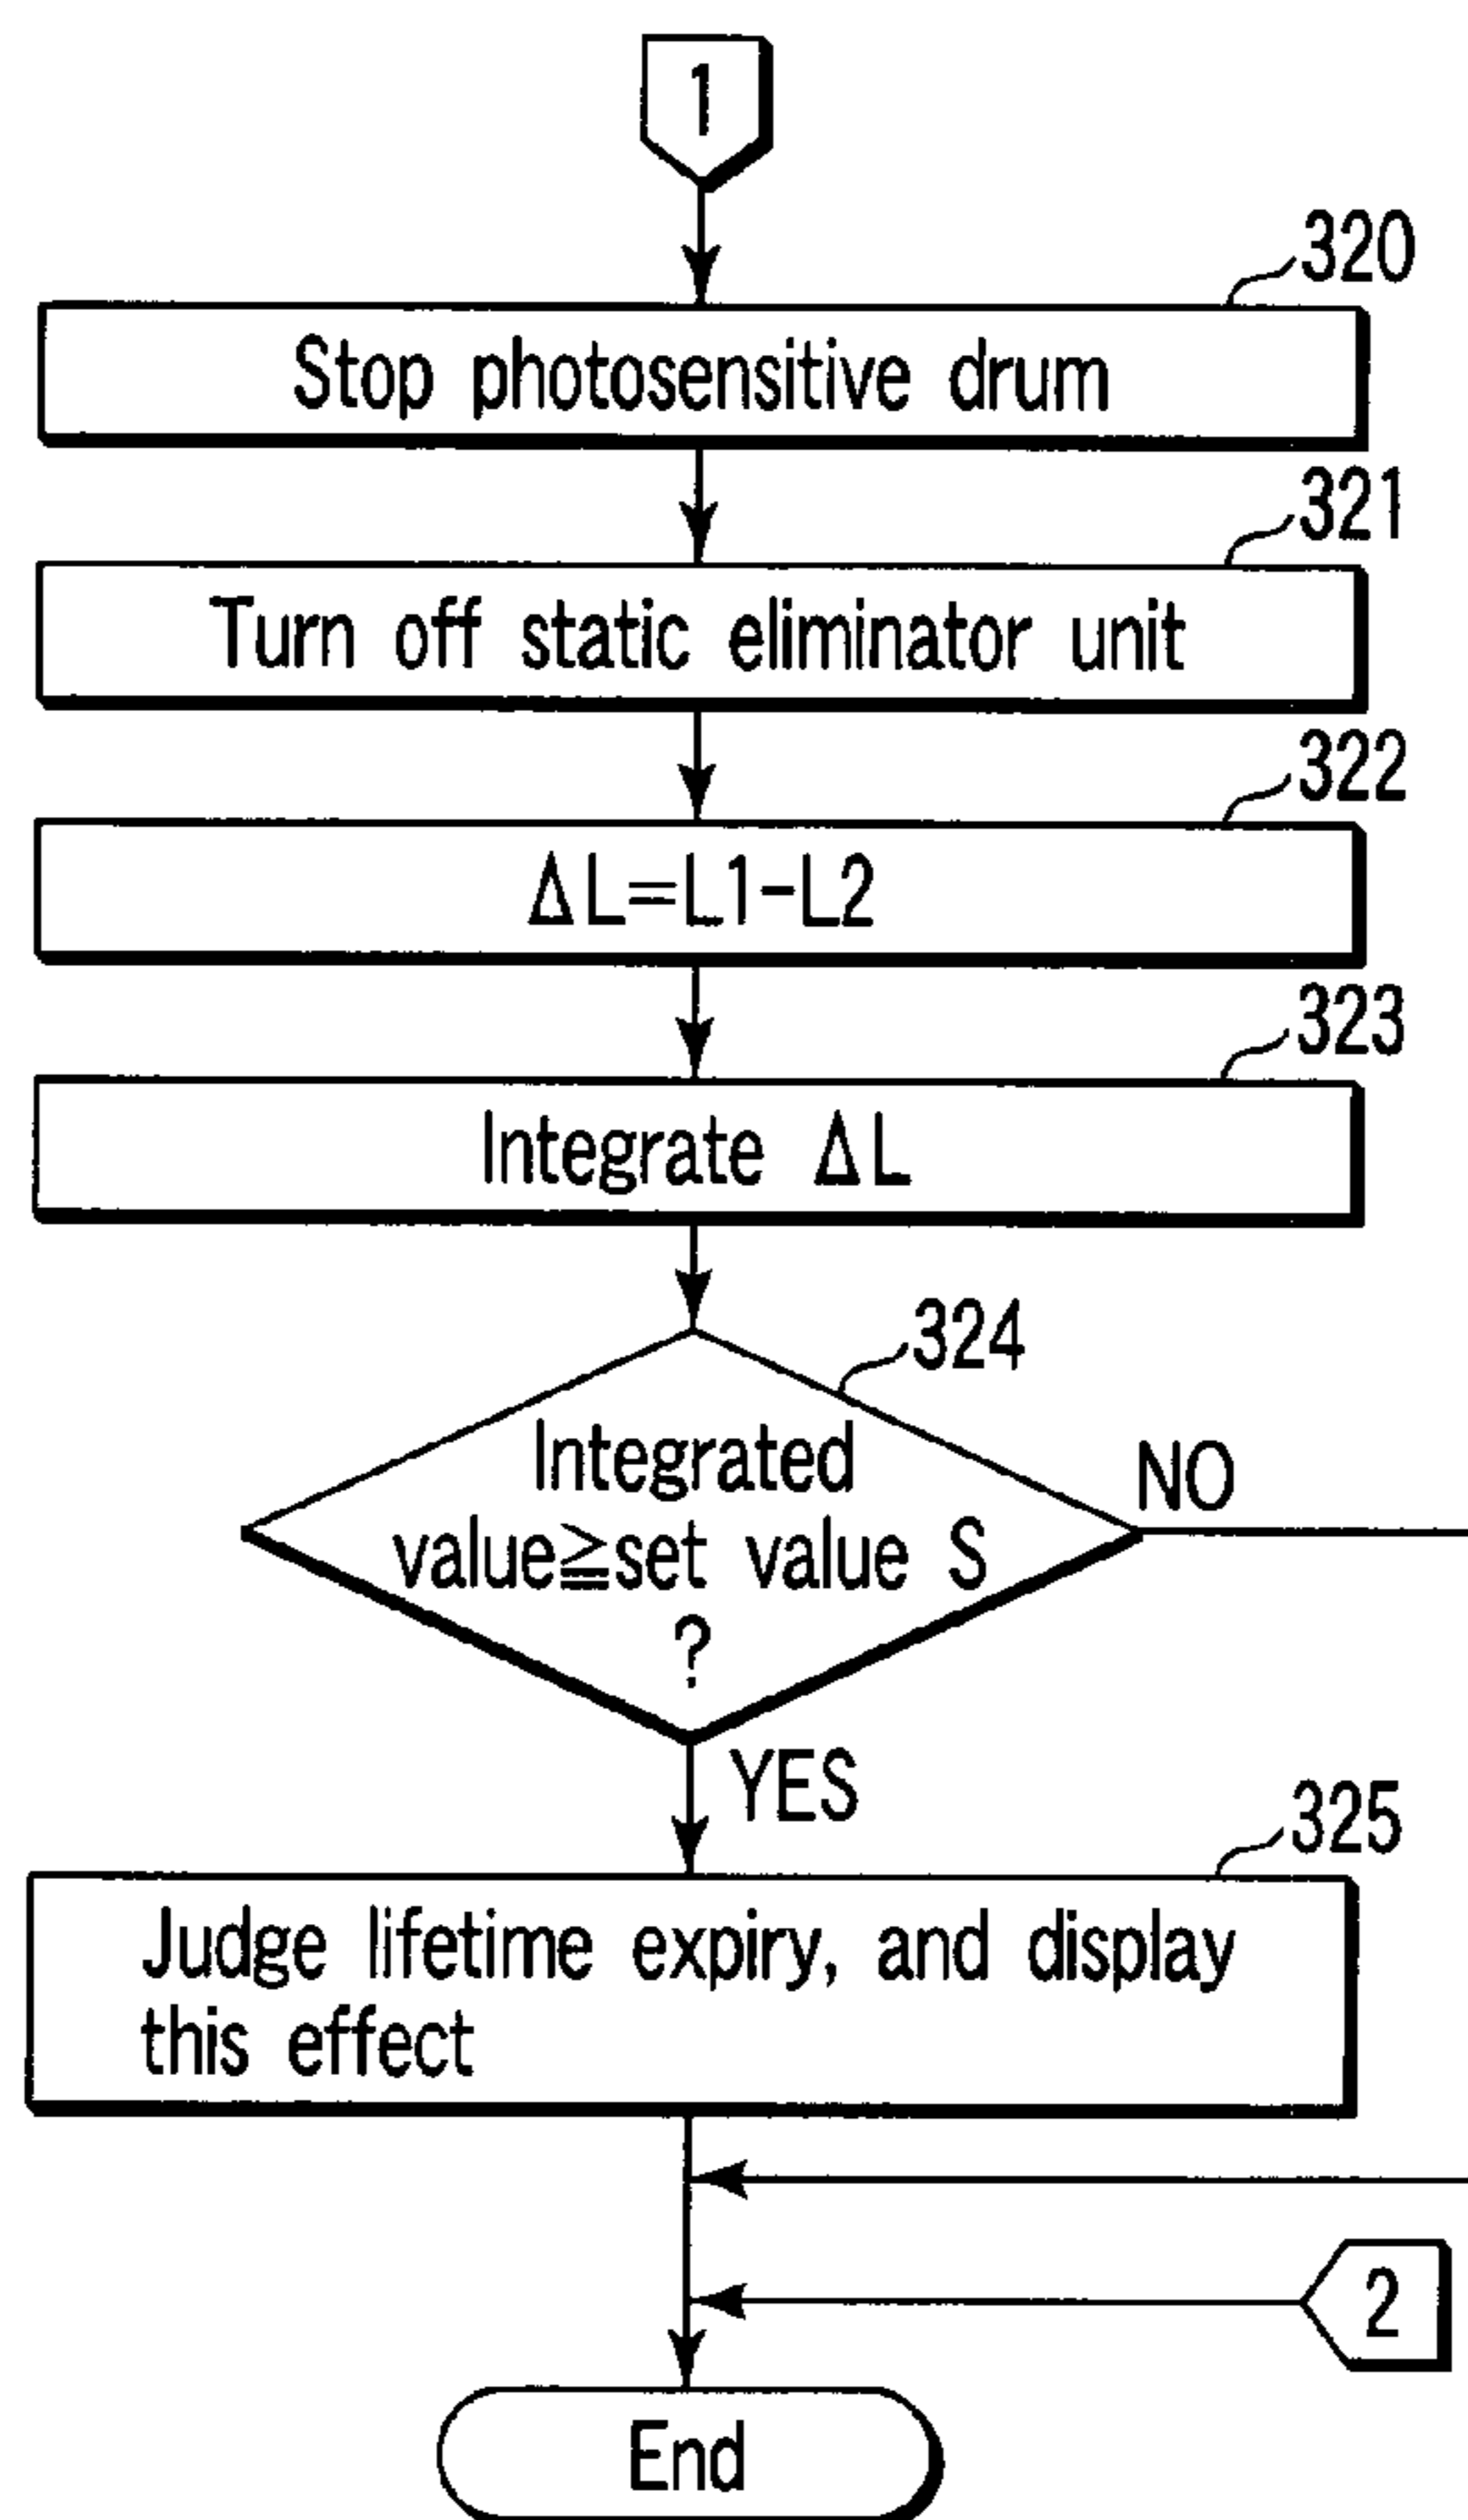 1
320
Stop photosensitive drum
321
Turn off static eliminator unit
322
ΔL=L1-L2
323
Integrate ΔL
324
Integrated
value≧set value S
?
NO
YES
325
Judge lifetime expiry, and display
this effect
2
End